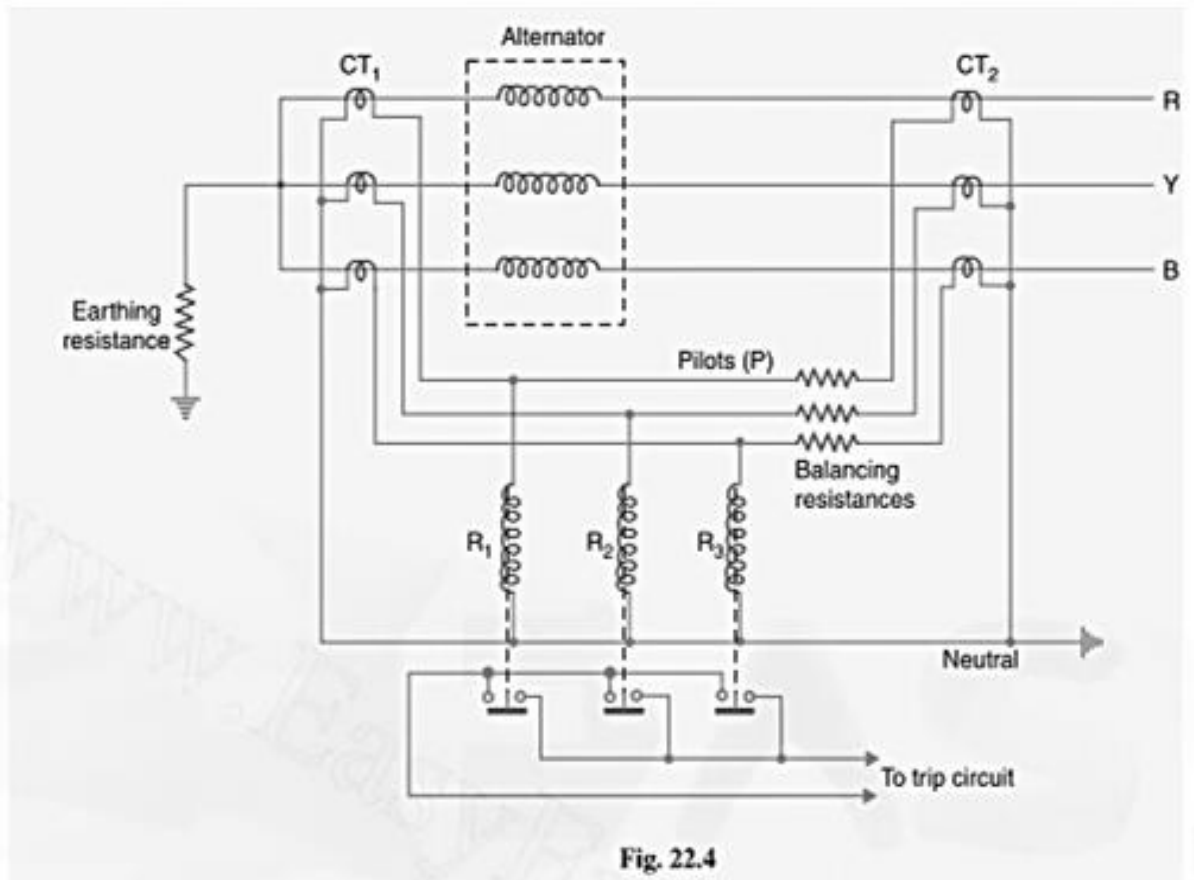 Alternator
CT1
CT2
R
Y
B
Earthing
resistance
Pilots (P)
Balancing
resistances
R1
R2
R3
Neutral
To trip circuit
Fig. 22.4